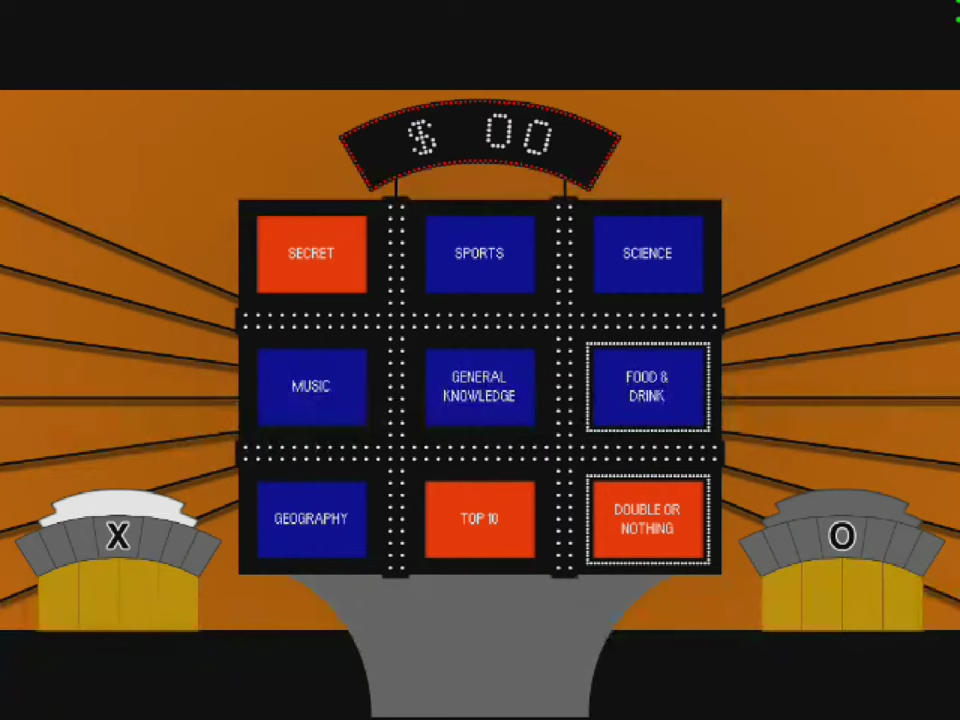 $ 00
SECRET
SPORTS
SCIENCE
MUSIC
GENERAL
KNOWLEDGE
FOOD &
DRINK
GEOGRAPHY
TOP 10
DOUBLE OR
NOTHING
X
O